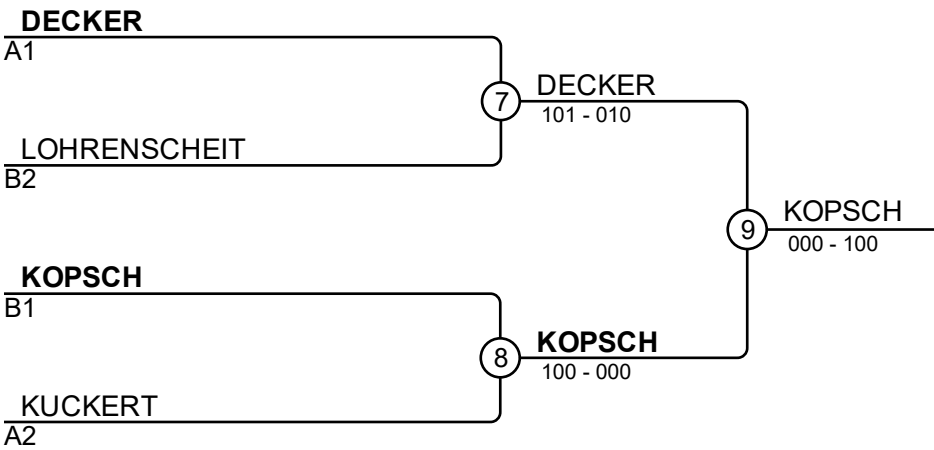 DECKER
A1
7
DECKER
101 - 010
LOHRENSCHEIT
B2
9
KOPSCH
000 - 100
KOPSCH
B1
8
KOPSCH
100 - 000
KUCKERT
A2